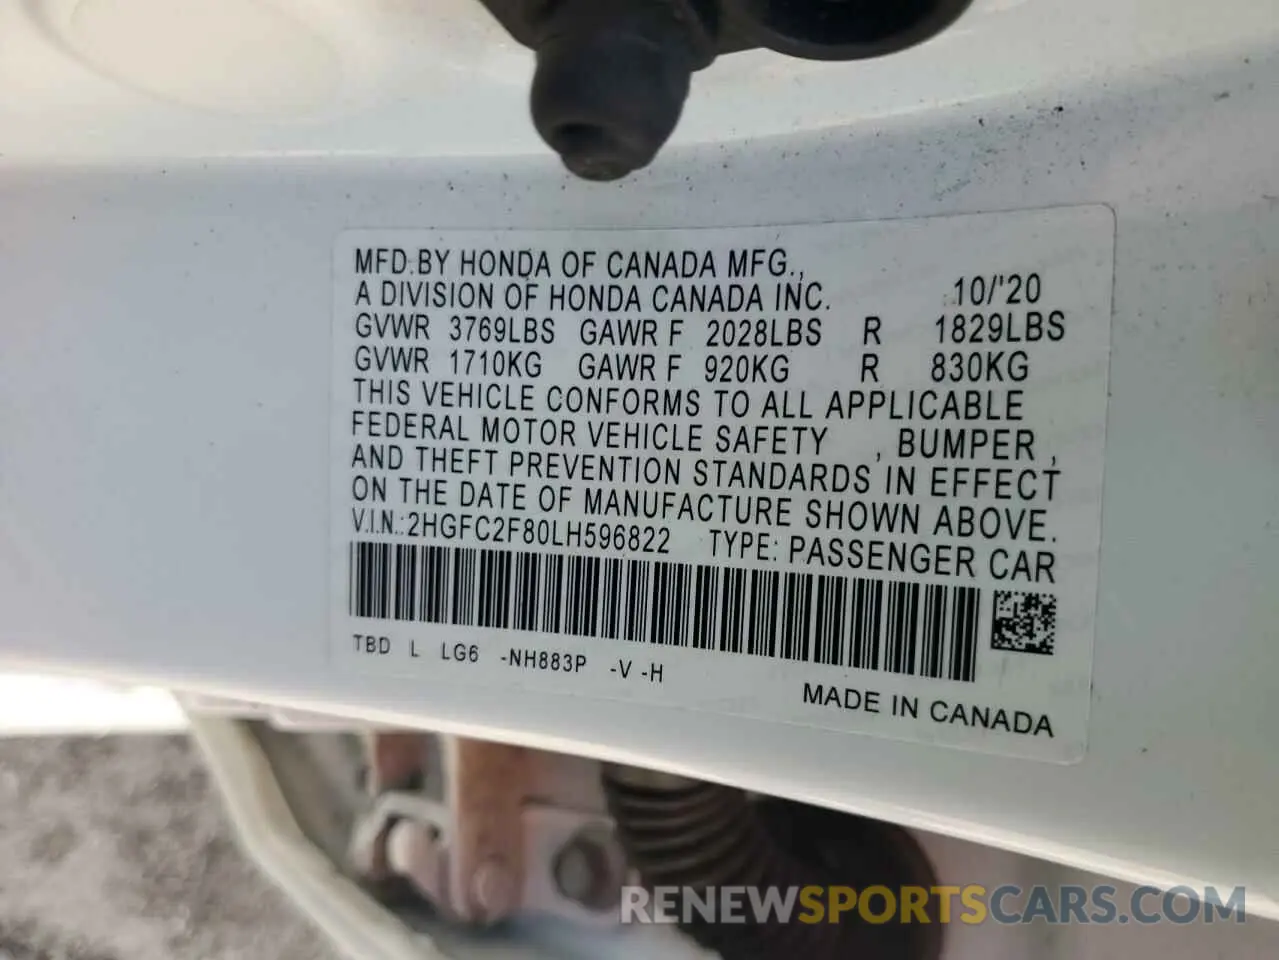 MFD.BY HONDA OF CANADA MFG.,
A DIVISION OF HONDA CANADA INC. 10/'20
GVWR 3769LBS GAWR F 2028LBS R 1829LBS
GVWR 1710KG GAWR F 920KG R 830KG
THIS VEHICLE CONFORMS TO ALL APPLICABLE
FEDERAL MOTOR VEHICLE SAFETY , BUMPER ,
AND THEFT PREVENTION STANDARDS IN EFFECT
ON THE DATE OF MANUFACTURE SHOWN ABOVE.
V.I.N.:2HGFC2F80LH596822 TYPE: PASSENGER CAR
TBD L LG6 -NH883P -V -H
MADE IN CANADA
RENEWSPORTSCARS.COM